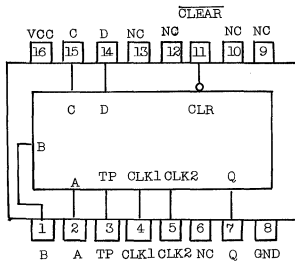 CLEAR
VCC C D NC NC NC NC
16 15 14 13 12 11 10 9
C D CLR
B
A TP CLK1 CLK2 Q
1 2 3 4 5 6 7 8
B A TP CLK1 CLK2 NC Q GND